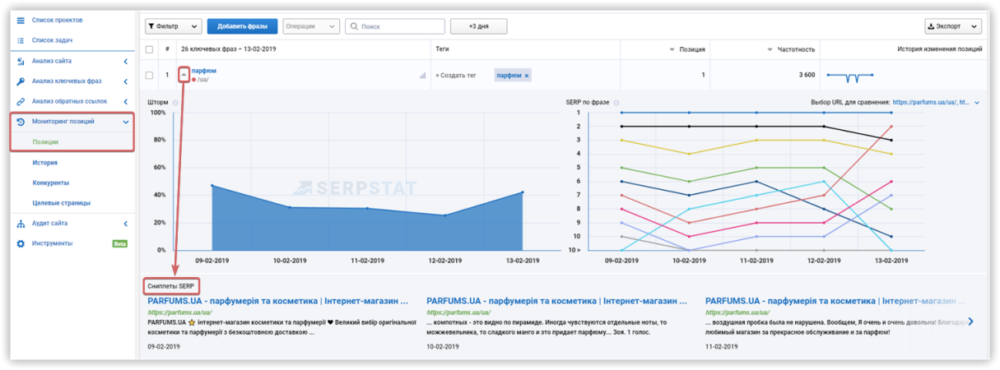 Список проектов
Список задач
Анализ сайта
Анализ ключевых фраз
Анализ обратных ссылок
Мониторинг позиций
Позиции
История
Конкуренты
Целевые страницы
Аудит сайта
Инструменты Beta
Фильтр Добавить фразы Операции Поиск +3 дня Экспорт
# 26 ключевых фраз – 13-02-2019 Теги Позиция Частотность История изменения позиций
1 парфюм + Создать тег парфюм × 1 3 600
/ua/
Шторм
100%
80%
60%
40%
20%
0%
SERPSTAT
09-02-2019 10-02-2019 11-02-2019 12-02-2019 13-02-2019
SERP по фразе Выбор URL для сравнения: https://parfums.ua/ua/, ht...
1
2
3
4
5
6
7
8
9
10
10 >
09-02-2019 10-02-2019 11-02-2019 12-02-2019 13-02-2019
Сниппеты SERP
PARFUMS.UA - парфумерія та косметика | Інтернет-магазин ...
https://parfums.ua/ua/
PARFUMS.UA ⭐ інтернет-магазин косметики та парфумерії ❤ Великий вибір оригінальної
косметики та парфумерії з безкоштовною доставкою ...
09-02-2019
PARFUMS.UA - парфумерія та косметика | Інтернет-магазин ...
https://parfums.ua/ua/
... компотных - это видно по пирамиде. Иногда чувствуются отдельные ноты, то
можжевельника, то сладкого манго и это придает парфюму... Зоя. 1 голос.
10-02-2019
PARFUMS.UA - парфумерія та косметика | Інтернет-магазин ...
https://parfums.ua/ua/
... воздушная пробка была не нарушена. Вообщем, Я очень и очень довольна! Благодар
любимый магазин за прекрасное обслуживание и за парфюм!
11-02-2019